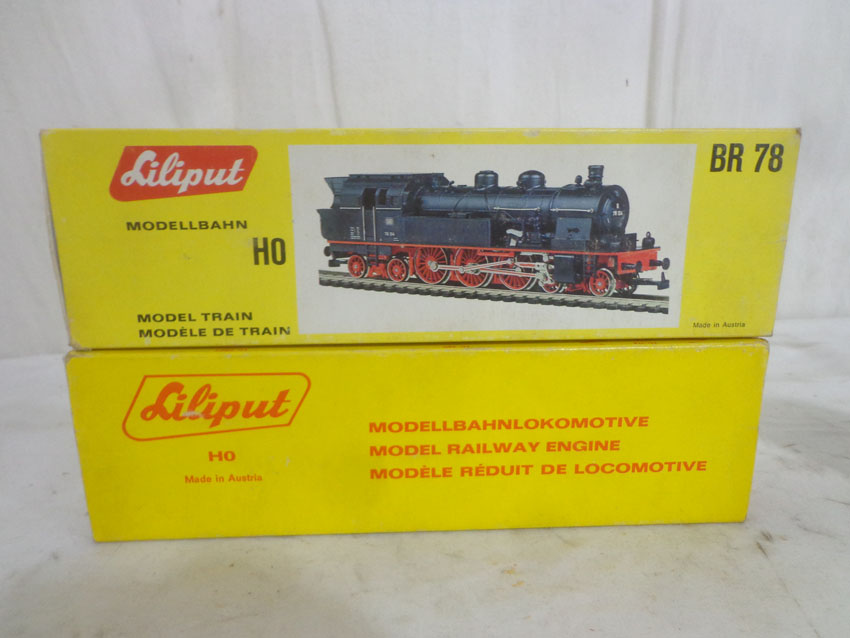 Liliput
BR 78
MODELLBAHN
HO
MODEL TRAIN
MODÈLE DE TRAIN
Made in Austria
Liliput
HO
Made in Austria
MODELLBAHNLOKOMOTIVE
MODEL RAILWAY ENGINE
MODÈLE RÉDUIT DE LOCOMOTIVE